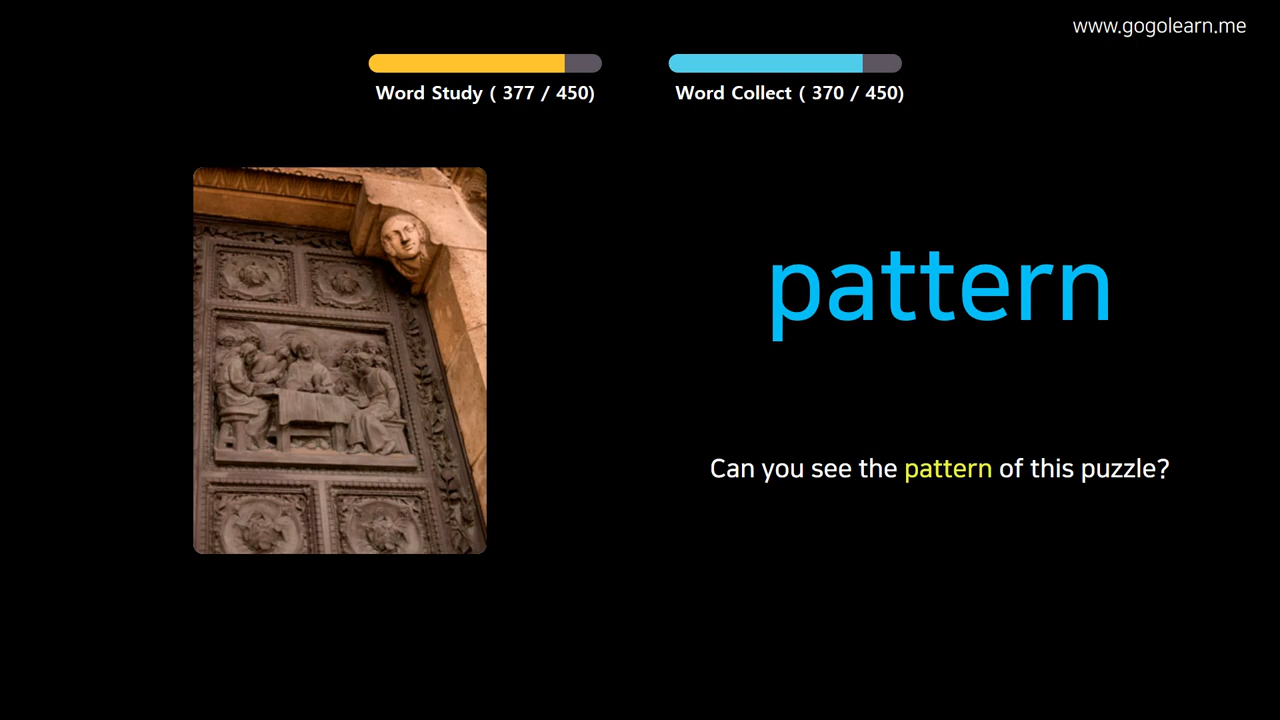 www.gogolearn.me
Word Study ( 377 / 450)
Word Collect ( 370 / 450)
pattern
Can you see the pattern of this puzzle?